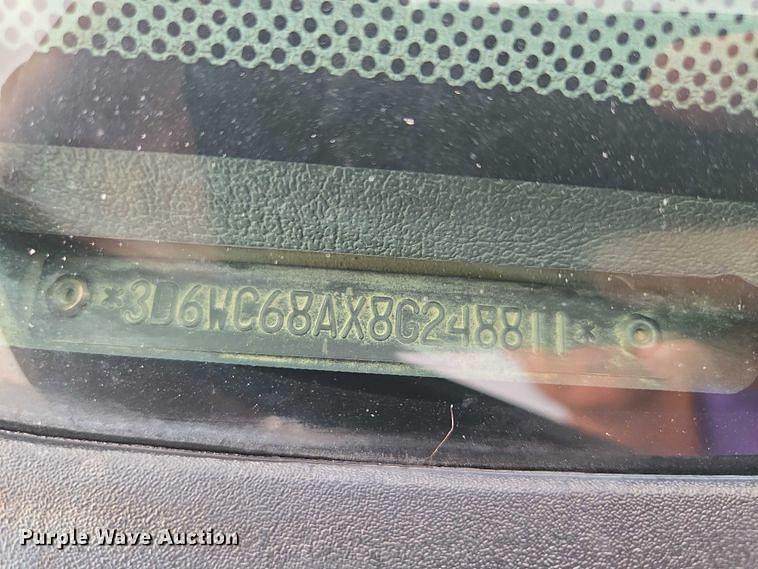 *3D6WC68AX8G248811*
Purple Wave Auction